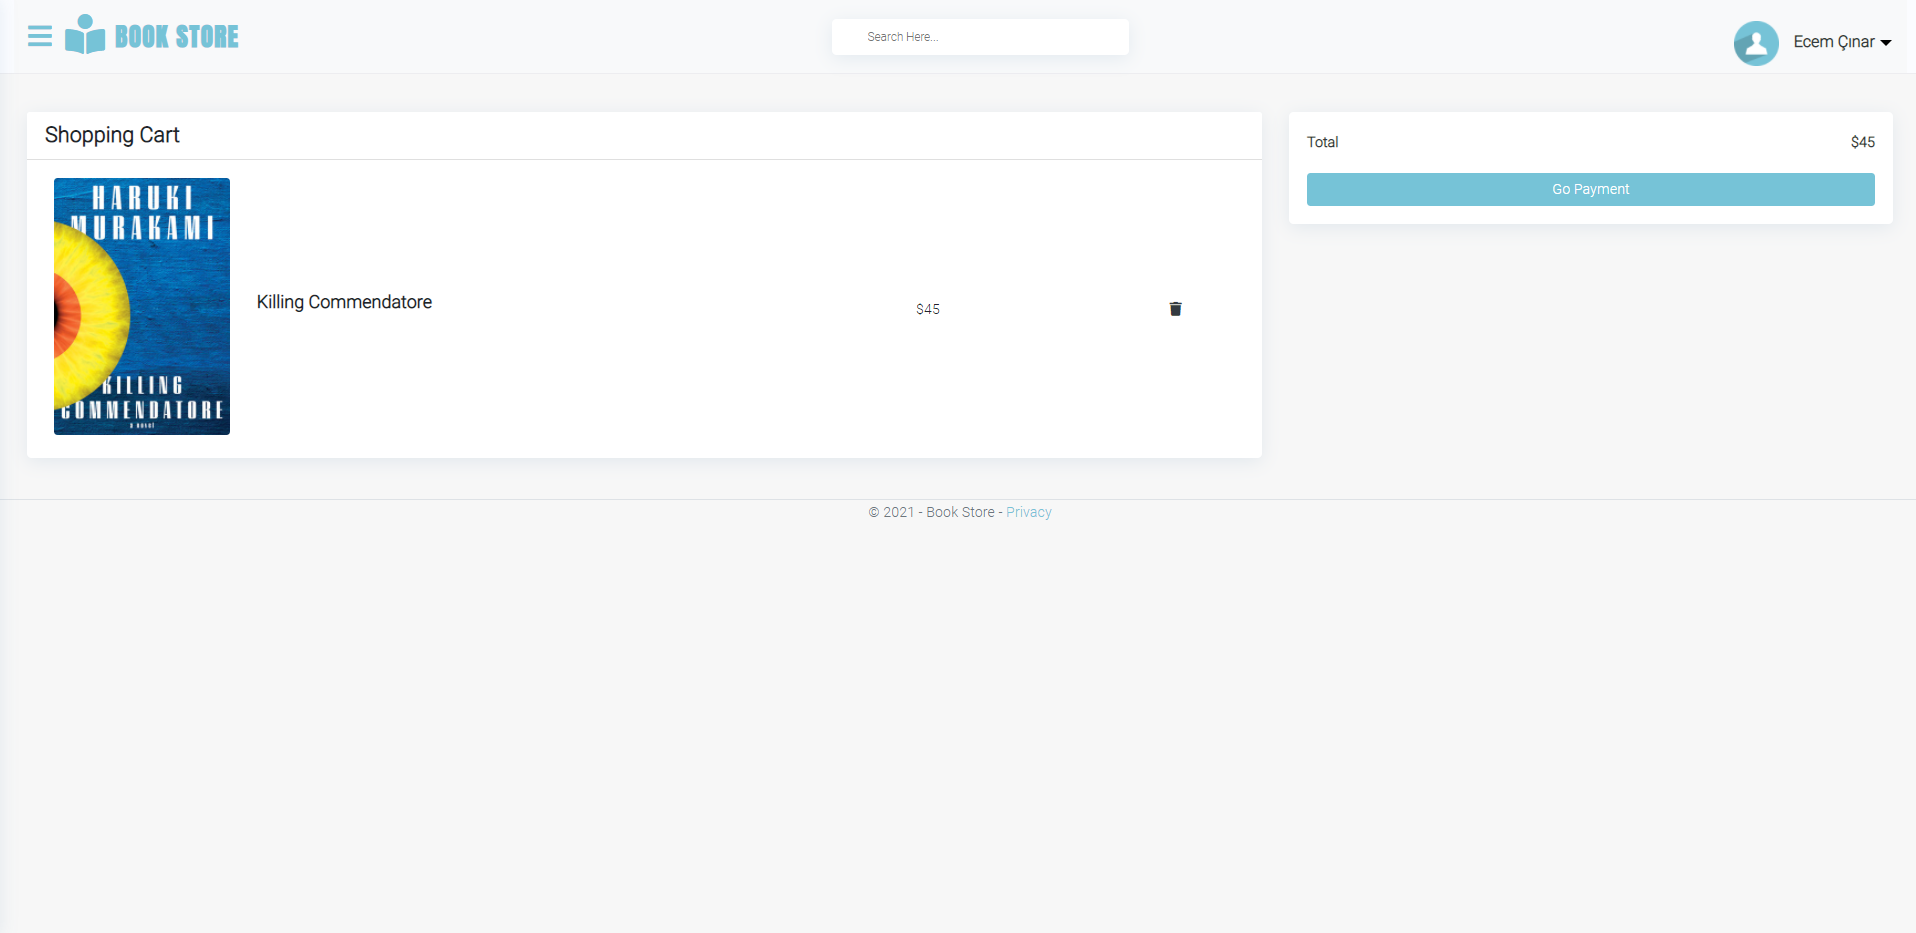 BOOK STORE
Search Here...
Ecem Çınar
Shopping Cart
HARUKI
MURAKAMI
KILLING
COMMENDATORE
a novel
Killing Commendatore
$45
Total
$45
Go Payment
© 2021 - Book Store - Privacy